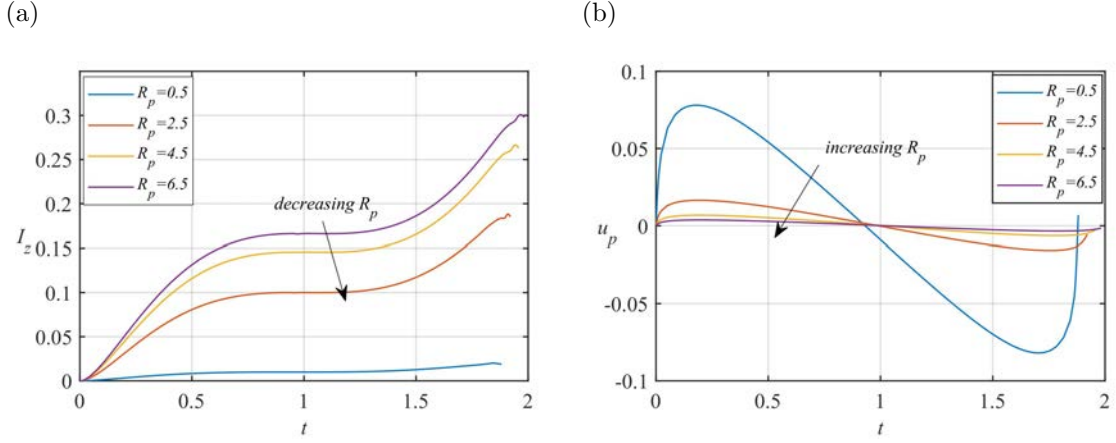 (a)
(b)
R_p=0.5
R_p=2.5
R_p=4.5
R_p=6.5
decreasing R_p
I_z
0.3
0.25
0.2
0.15
0.1
0.05
0
0 0.5 1 1.5 2
t
R_p=0.5
R_p=2.5
R_p=4.5
R_p=6.5
increasing R_p
u_p
0.1
0.05
0
-0.05
-0.1
0 0.5 1 1.5 2
t